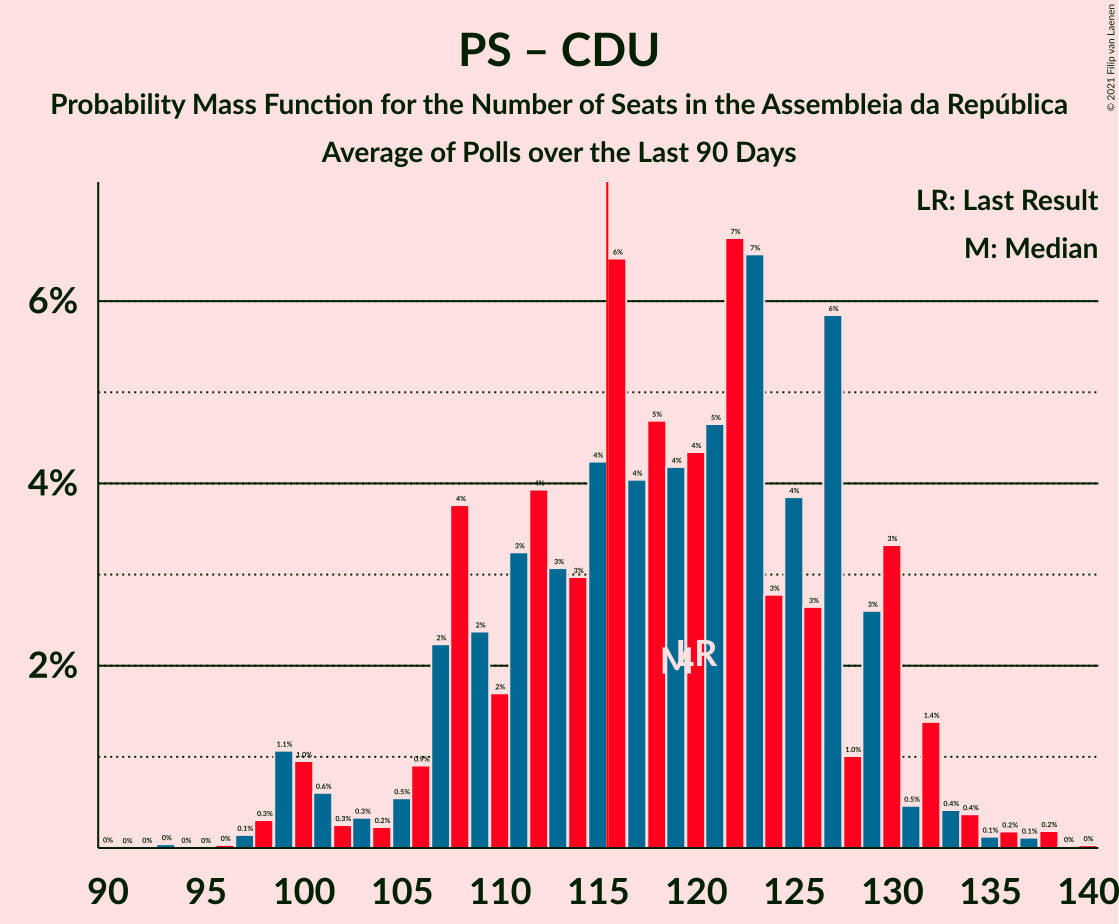 © 2021 Filip van Laenen
PS – CDU
Probability Mass Function for the Number of Seats in the Assembleia da República
Average of Polls over the Last 90 Days
LR: Last Result
M: Median
6%
4%
2%
0% 0% 0% 0% 0% 0% 0% 0.1% 0.3% 1.1% 1.0% 0.6% 0.3% 0.3% 0.2% 0.5% 0.9% 2% 4% 2% 2% 3% 4% 3% 3% 4% 6% 4% 5% 4% 4% 5% 7% 7% 3% 4% 3% 6% 1.0% 3% 3% 0.5% 1.4% 0.4% 0.4% 0.1% 0.2% 0.1% 0.2% 0% 0%
M LR
90 95 100 105 110 115 120 125 130 135 140